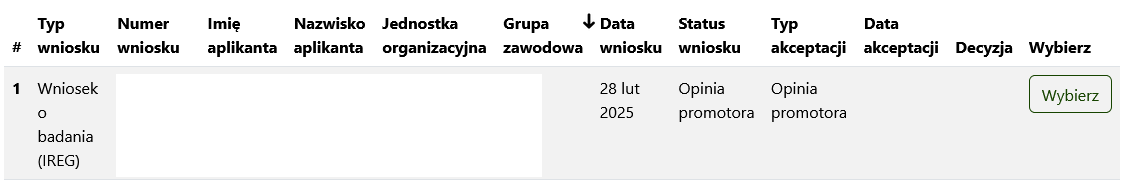 # Typ wniosku Numer wniosku Imię aplikanta Nazwisko aplikanta Jednostka organizacyjna Grupa zawodowa ↓ Data wniosku Status wniosku Typ akceptacji Data akceptacji Decyzja Wybierz
1 Wniosek o badania (IREG) 28 lut 2025 Opinia promotora Opinia promotora Wybierz